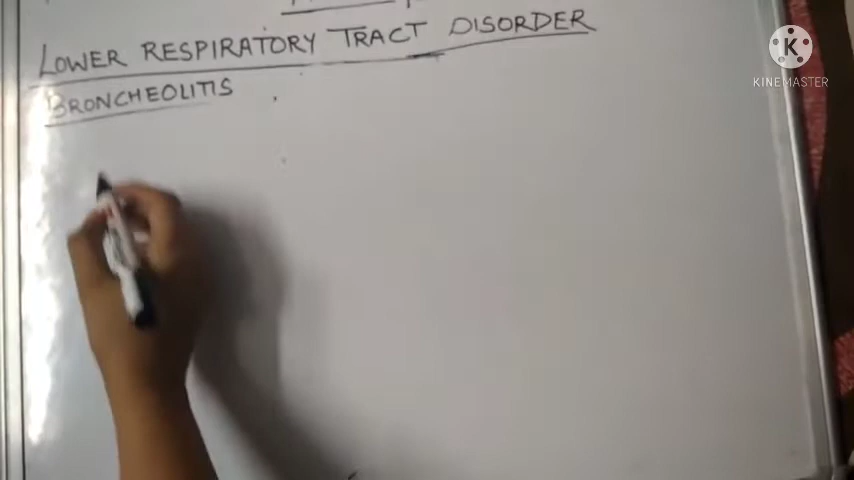 LOWER RESPIRATORY TRACT DISORDER
BRONCHEOLITIS
K
KINEMASTER